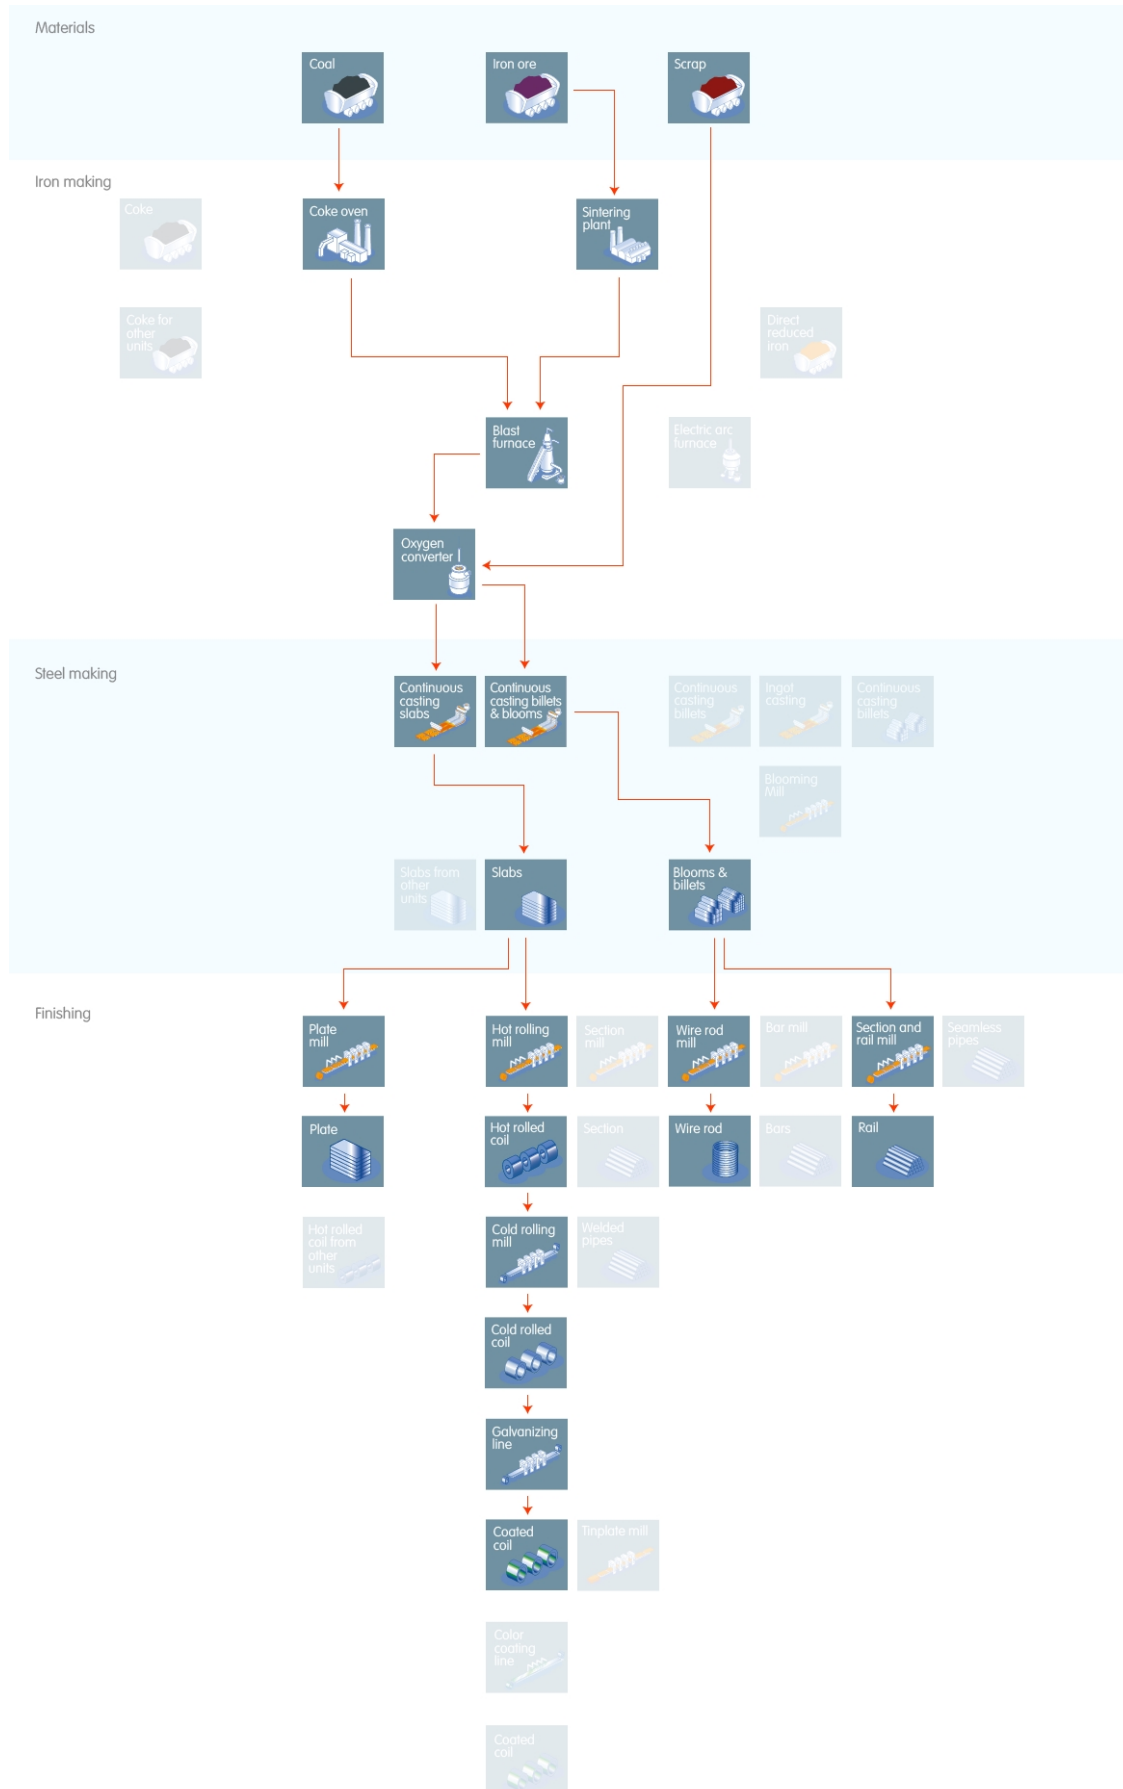 Materials
Coal
Iron ore
Scrap
Iron making
Coke
Coke oven
Sintering
plant
Coke for
other
units
Direct
reduced
iron
Blast
furnace
Electric arc
furnace
Oxygen
converter
Steel making
Continuous
casting
slabs
Continuous
casting billets
& blooms
Continuous
casting
billets
Ingot
casting
Continuous
casting
billets
Blooming
Mill
Slabs from
other
units
Slabs
Blooms &
billets
Finishing
Plate
mill
Hot rolling
mill
Section
mill
Wire rod
mill
Bar mill
Section and
rail mill
Seamless
pipes
Plate
Hot rolled
coil
Section
Wire rod
Bars
Rail
Hot rolled
coil from
other
units
Cold rolling
mill
Welded
pipes
Cold rolled
coil
Galvanizing
line
Coated
coil
Tinplate mill
Color
coating
line
Coated
coil